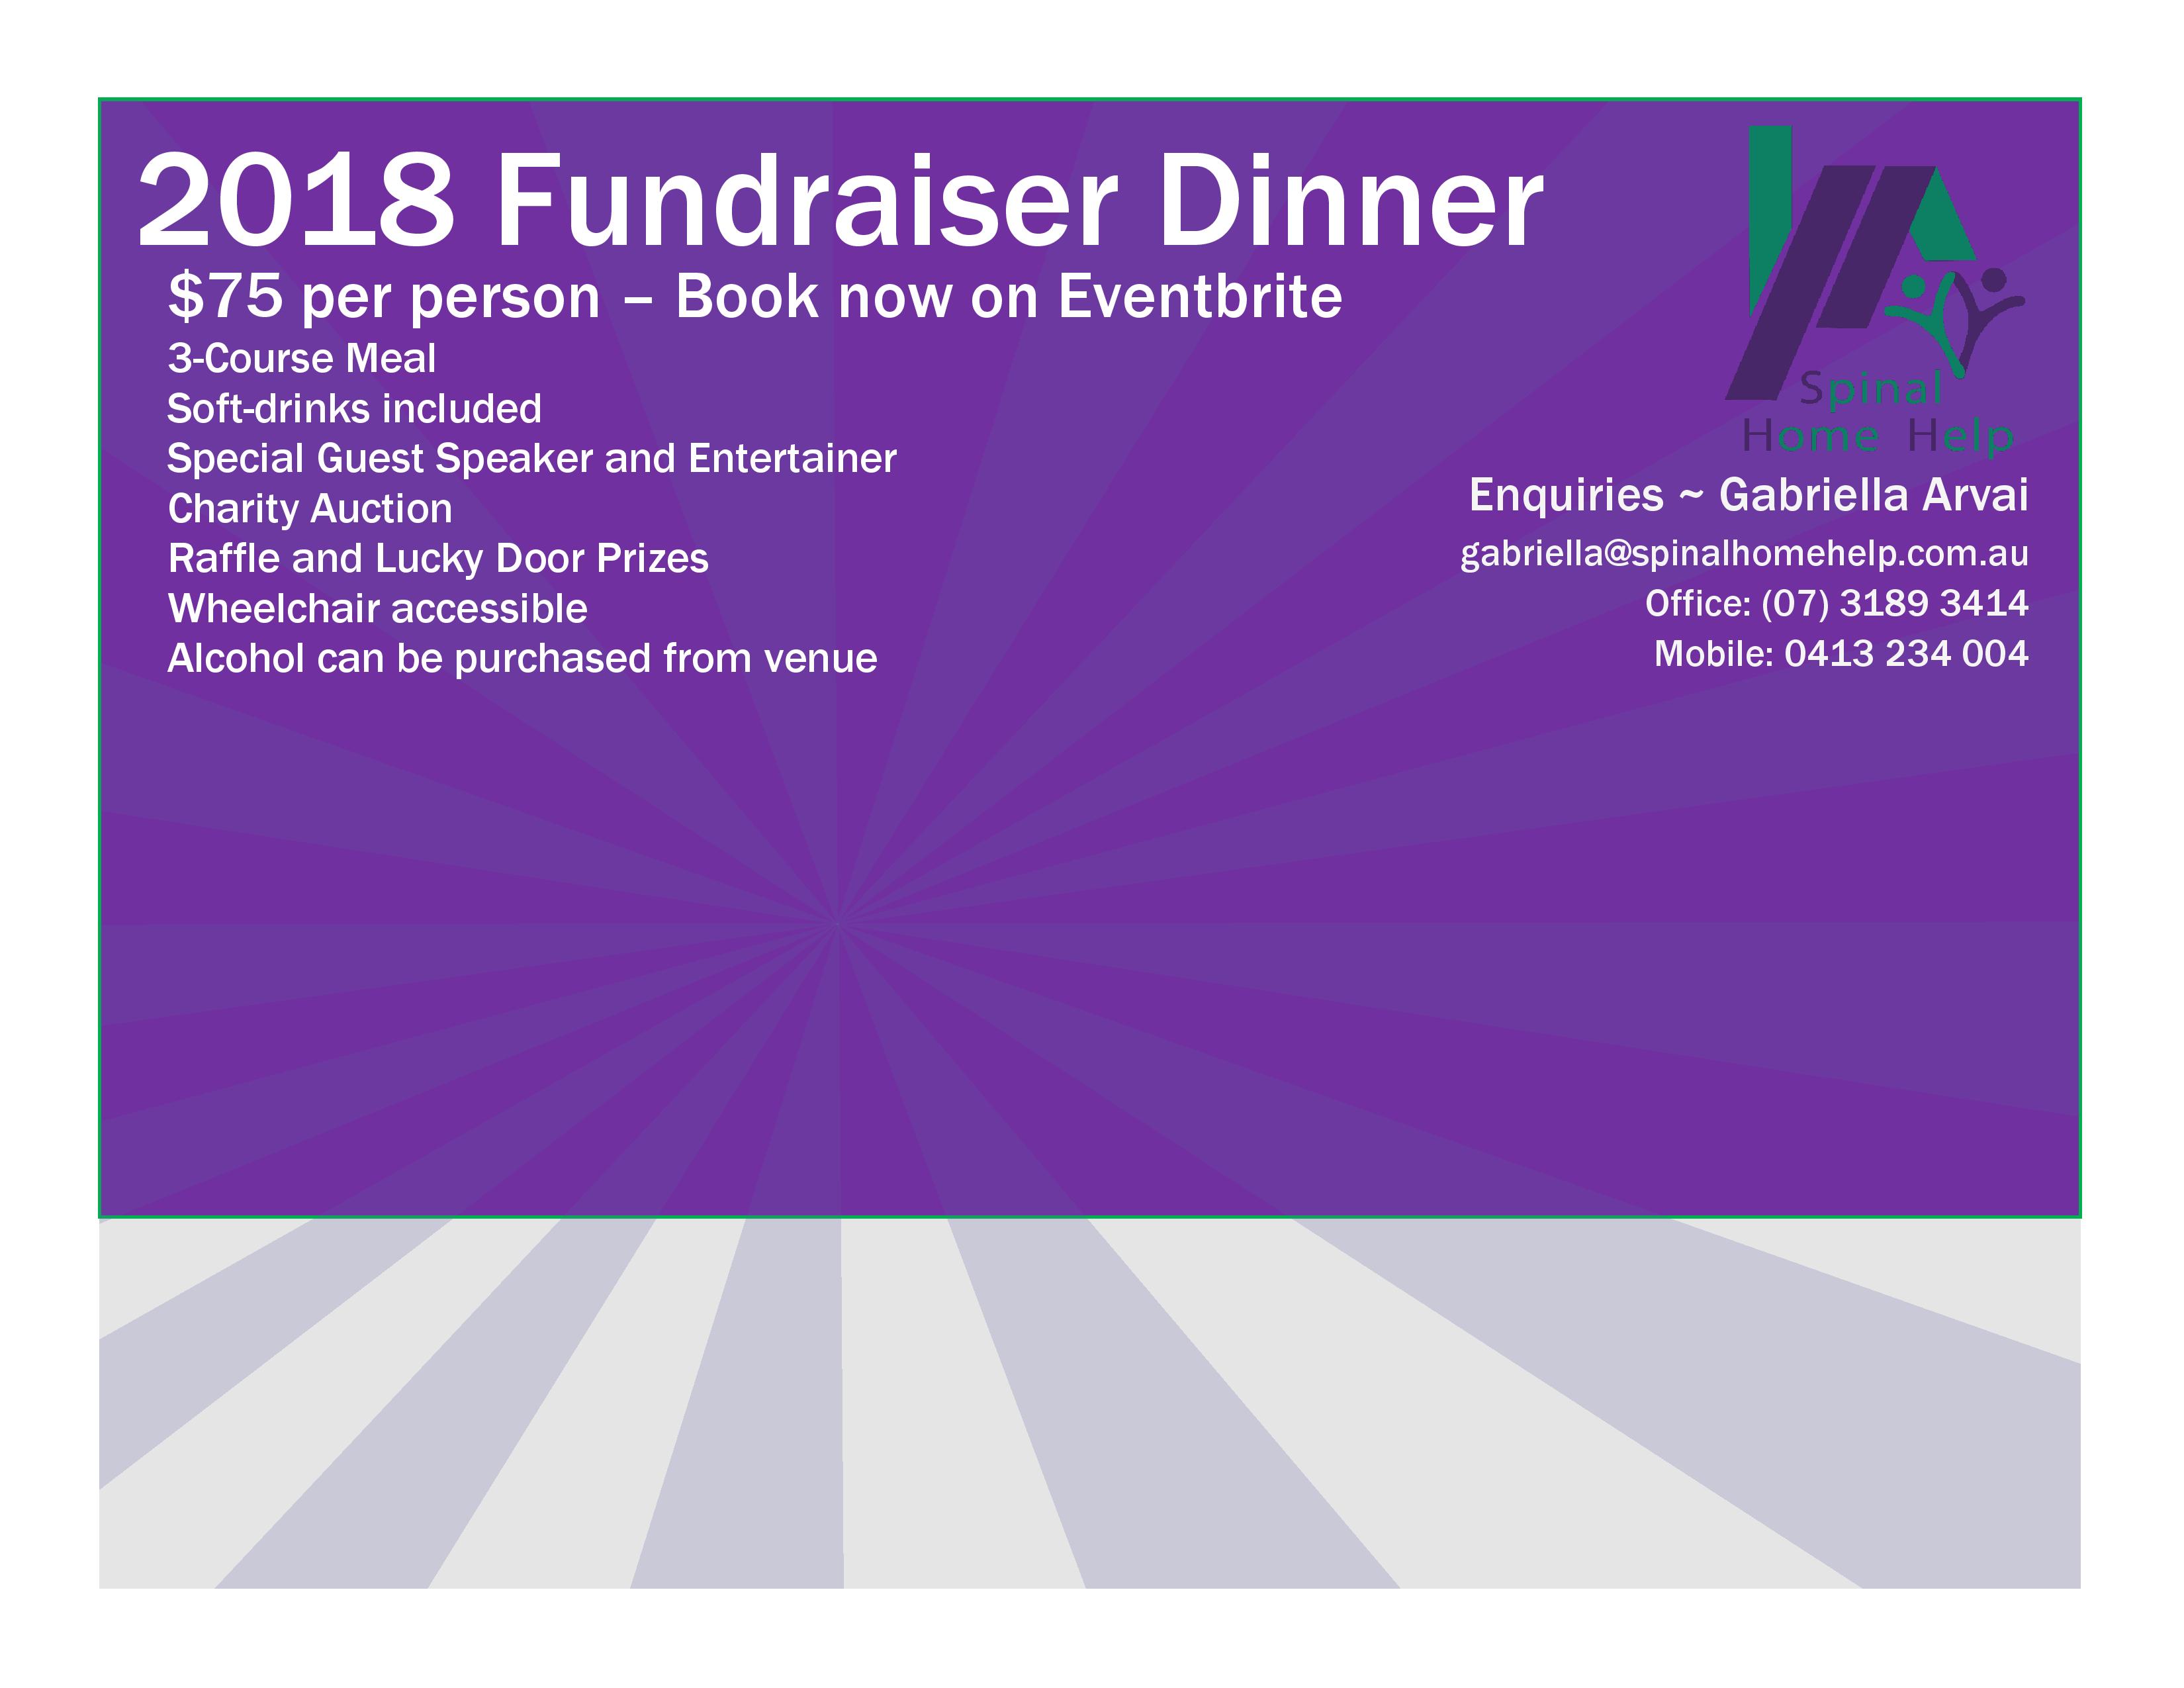 2018 Fundraiser Dinner
$75 per person – Book now on Eventbrite
3-Course Meal
Soft-drinks included
Special Guest Speaker and Entertainer
Charity Auction
Raffle and Lucky Door Prizes
Wheelchair accessible
Alcohol can be purchased from venue
Spinal
Home Help
Enquiries ~ Gabriella Arvai
gabriella@spinalhomehelp.com.au
Office: (07) 3189 3414
Mobile: 0413 234 004